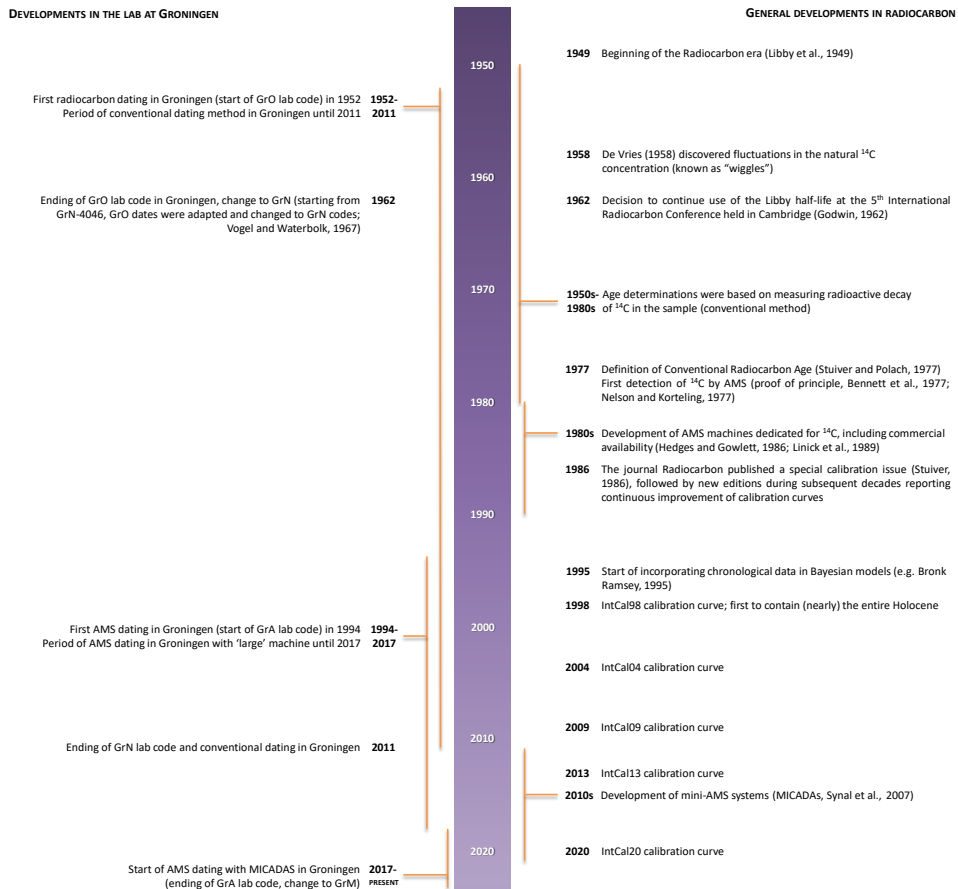 DEVELOPMENTS IN THE LAB AT GRONINGEN
First radiocarbon dating in Groningen (start of GrO lab code) in 1952 1952-
Period of conventional dating method in Groningen until 2011 2011
Ending of GrO lab code in Groningen, change to GrN (starting from 1962
GrN-4046, GrO dates were adapted and changed to GrN codes;
Vogel and Waterbolk, 1967)
First AMS dating in Groningen (start of GrA lab code) in 1994 1994-
Period of AMS dating in Groningen with ‘large’ machine until 2017 2017
Ending of GrN lab code and conventional dating in Groningen 2011
Start of AMS dating with MICADAS in Groningen 2017-
(ending of GrA lab code, change to GrM) PRESENT
1950
1960
1970
1980
1990
2000
2010
2020
GENERAL DEVELOPMENTS IN RADIOCARBON
1949 Beginning of the Radiocarbon era (Libby et al., 1949)
1958 De Vries (1958) discovered fluctuations in the natural ¹⁴C
concentration (known as “wiggles”)
1962 Decision to continue use of the Libby half-life at the 5ᵗʰ International
Radiocarbon Conference held in Cambridge (Godwin, 1962)
1950s- Age determinations were based on measuring radioactive decay
1980s of ¹⁴C in the sample (conventional method)
1977 Definition of Conventional Radiocarbon Age (Stuiver and Polach, 1977)
First detection of ¹⁴C by AMS (proof of principle, Bennett et al., 1977;
Nelson and Korteling, 1977)
1980s Development of AMS machines dedicated for ¹⁴C, including commercial
availability (Hedges and Gowlett, 1986; Linick et al., 1989)
1986 The journal Radiocarbon published a special calibration issue (Stuiver,
1986), followed by new editions during subsequent decades reporting
continuous improvement of calibration curves
1995 Start of incorporating chronological data in Bayesian models (e.g. Bronk
Ramsey, 1995)
1998 IntCal98 calibration curve; first to contain (nearly) the entire Holocene
2004 IntCal04 calibration curve
2009 IntCal09 calibration curve
2013 IntCal13 calibration curve
2010s Development of mini-AMS systems (MICADAs, Synal et al., 2007)
2020 IntCal20 calibration curve